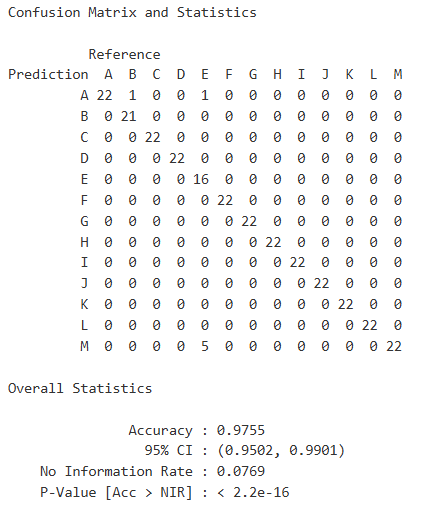 Confusion Matrix and Statistics

          Reference
Prediction  A  B  C  D  E  F  G  H  I  J  K  L  M
         A 22  1  0  0  1  0  0  0  0  0  0  0  0
         B  0 21  0  0  0  0  0  0  0  0  0  0  0
         C  0  0 22  0  0  0  0  0  0  0  0  0  0
         D  0  0  0 22  0  0  0  0  0  0  0  0  0
         E  0  0  0  0 16  0  0  0  0  0  0  0  0
         F  0  0  0  0  0 22  0  0  0  0  0  0  0
         G  0  0  0  0  0  0 22  0  0  0  0  0  0
         H  0  0  0  0  0  0  0 22  0  0  0  0  0
         I  0  0  0  0  0  0  0  0 22  0  0  0  0
         J  0  0  0  0  0  0  0  0  0 22  0  0  0
         K  0  0  0  0  0  0  0  0  0  0 22  0  0
         L  0  0  0  0  0  0  0  0  0  0  0 22  0
         M  0  0  0  0  5  0  0  0  0  0  0  0 22

Overall Statistics

               Accuracy : 0.9755
                 95% CI : (0.9502, 0.9901)
    No Information Rate : 0.0769
    P-Value [Acc > NIR] : < 2.2e-16